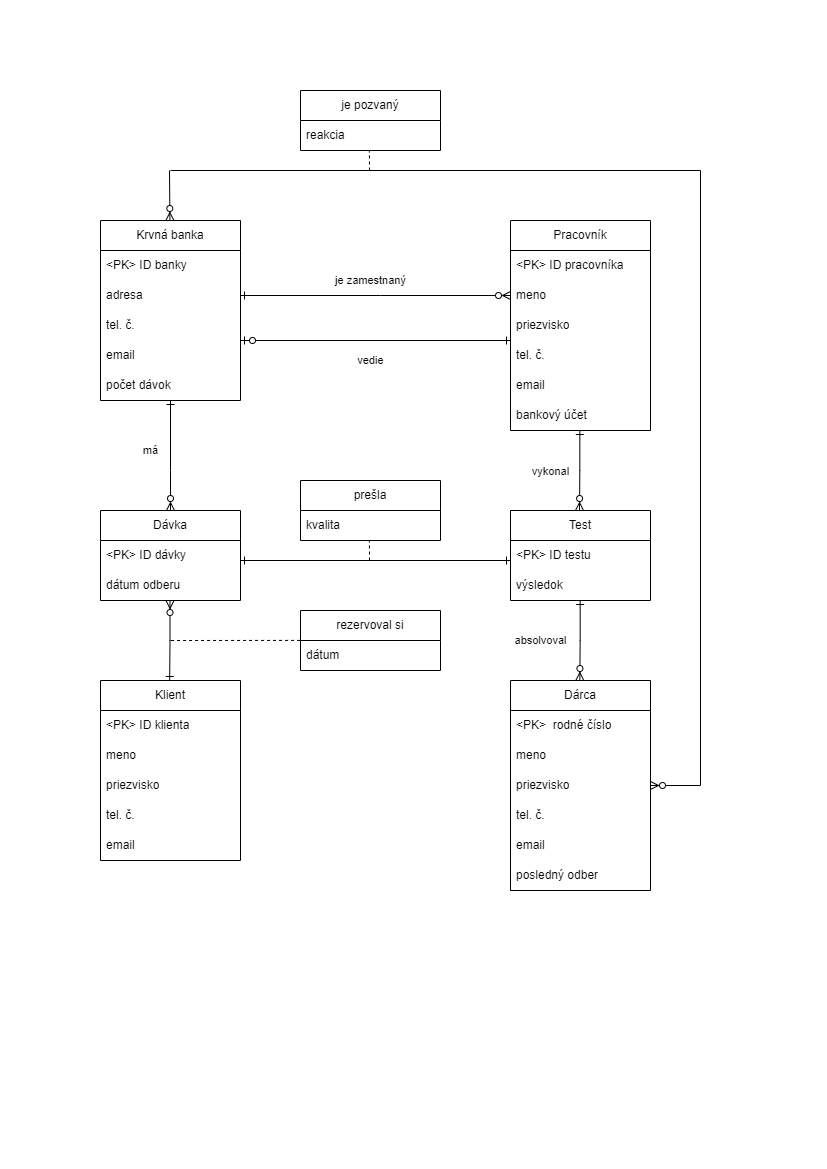 je pozvaný
reakcia
Krvná banka
<PK> ID banky
adresa
tel. č.
email
počet dávok
je zamestnaný
vedie
Pracovník
<PK> ID pracovníka
meno
priezvisko
tel. č.
email
bankový účet
má
vykonal
Dávka
<PK> ID dávky
dátum odberu
prešla
kvalita
Test
<PK> ID testu
výsledok
rezervoval si
dátum
absolvoval
Klient
<PK> ID klienta
meno
priezvisko
tel. č.
email
Dárca
<PK> rodné číslo
meno
priezvisko
tel. č.
email
posledný odber